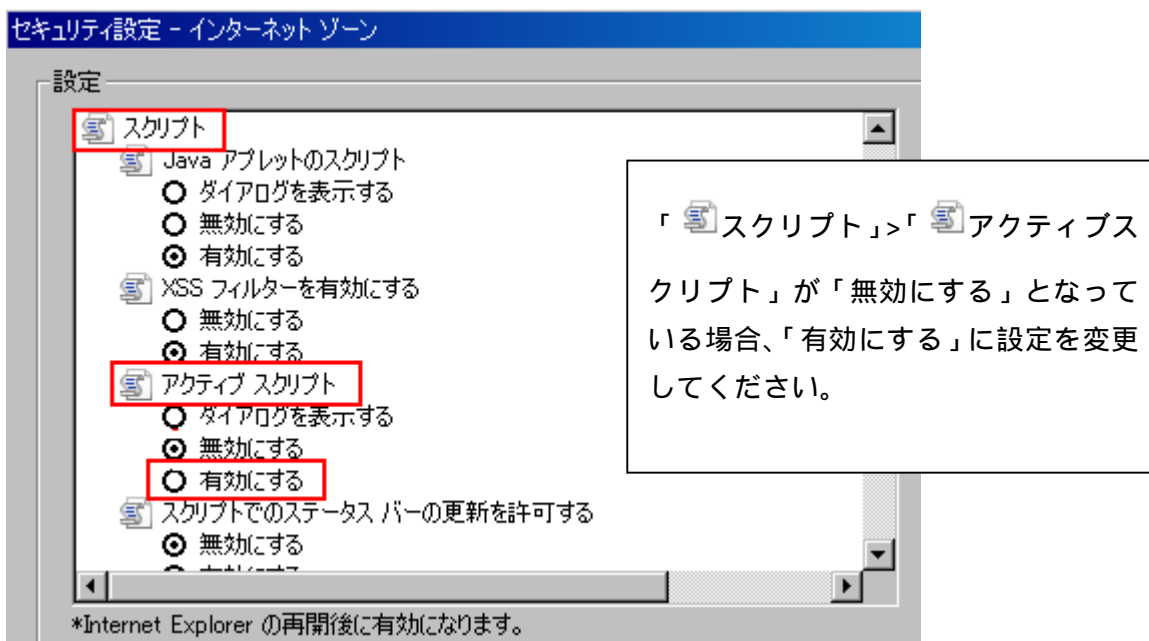 セキュリティ設定 - インターネット ゾーン
設定
スクリプト
Java アプレットのスクリプト
ダイアログを表示する
無効にする
有効にする
XSS フィルターを有効にする
無効にする
有効にする
アクティブ スクリプト
ダイアログを表示する
無効にする
有効にする
スクリプトでのステータス バーの更新を許可する
無効にする
*Internet Explorer の再開後に有効になります。
「スクリプト」>「アクティブス
クリプト」が「無効にする」となって
いる場合、「有効にする」に設定を変更
してください。